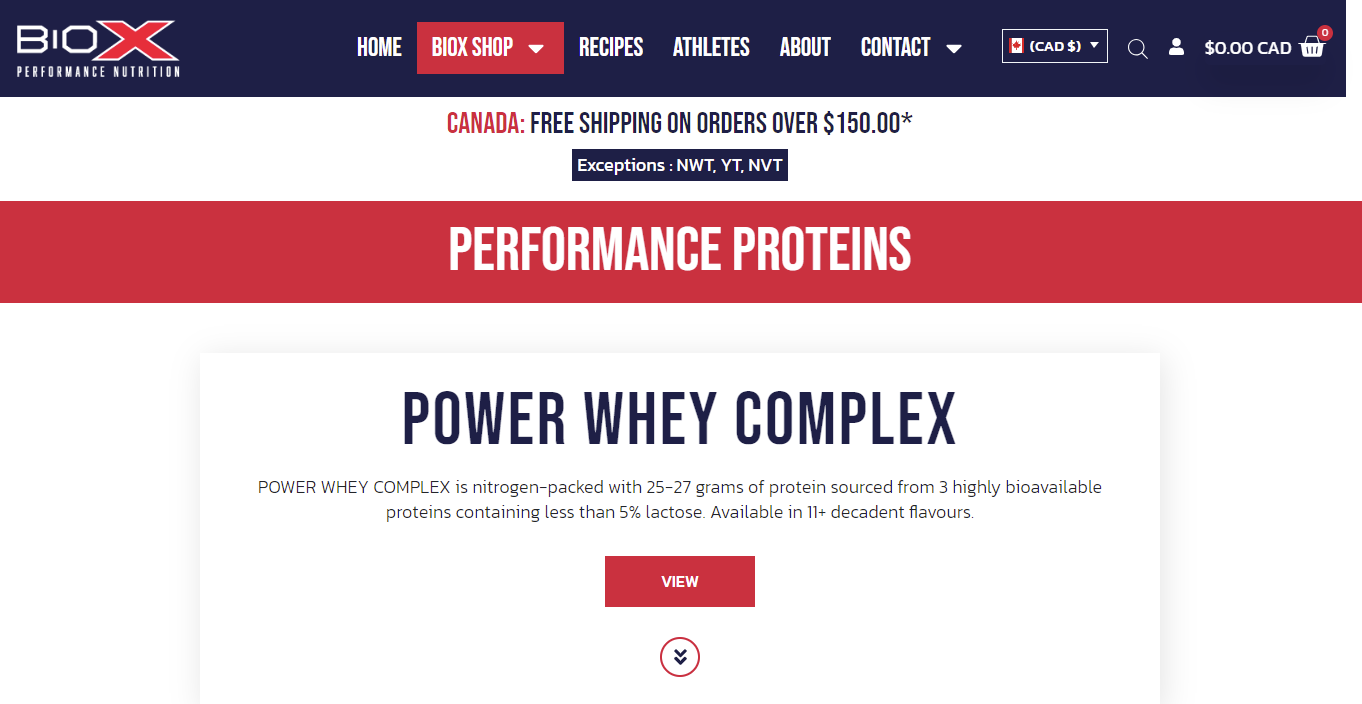 BIOX
PERFORMANCE NUTRITION
HOME BIOX SHOP RECIPES ATHLETES ABOUT CONTACT (CAD $) $0.00 CAD 0
CANADA: FREE SHIPPING ON ORDERS OVER $150.00*
Exceptions : NWT, YT, NVT
PERFORMANCE PROTEINS
POWER WHEY COMPLEX
POWER WHEY COMPLEX is nitrogen-packed with 25-27 grams of protein sourced from 3 highly bioavailable
proteins containing less than 5% lactose. Available in 11+ decadent flavours.
VIEW